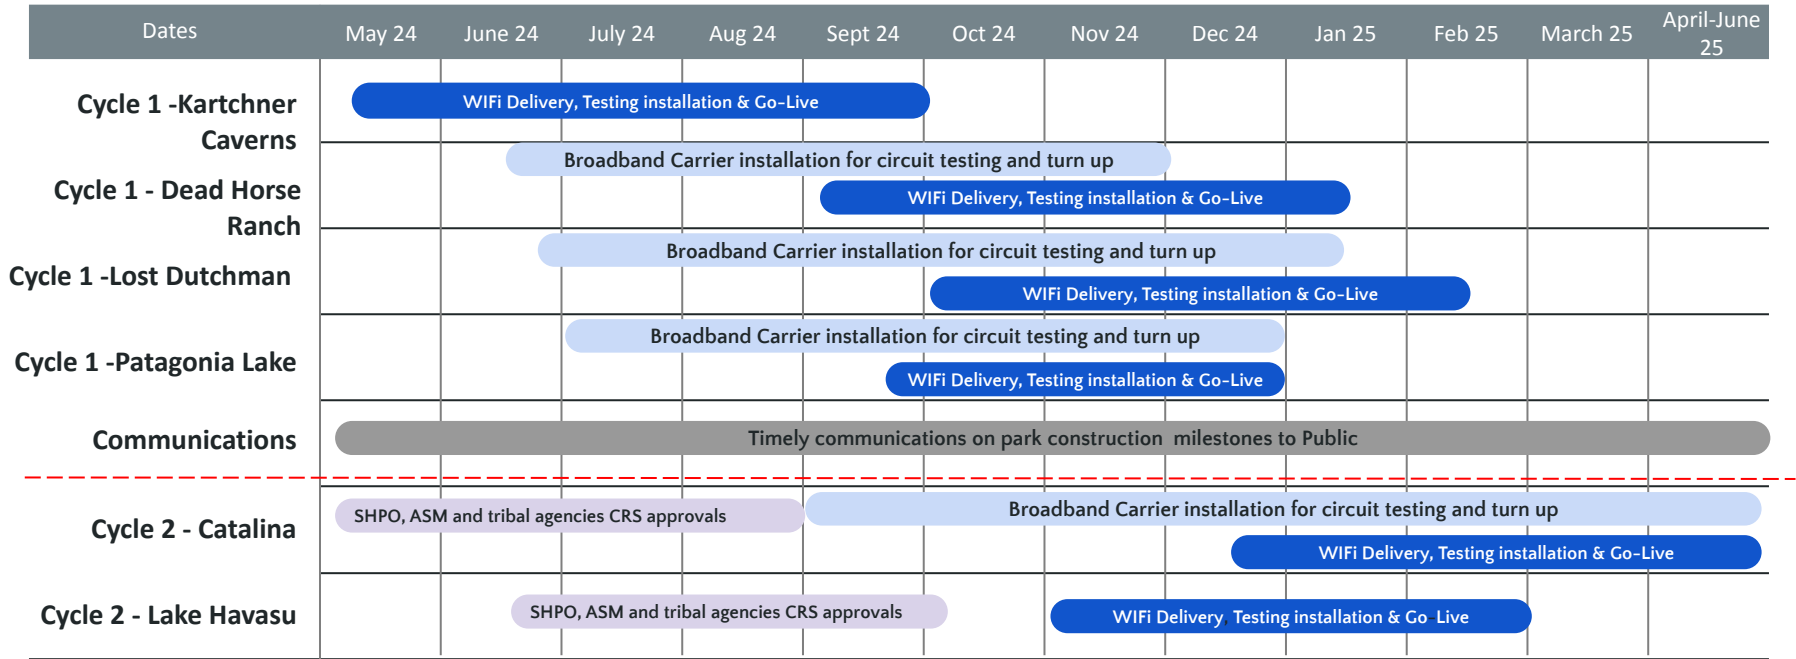 Dates
May 24
June 24
July 24
Aug 24
Sept 24
Oct 24
Nov 24
Dec 24
Jan 25
Feb 25
March 25
April-June
25
Cycle 1 -Kartchner
Caverns
WIFi Delivery, Testing installation & Go-Live
Cycle 1 - Dead Horse
Ranch
Broadband Carrier installation for circuit testing and turn up
WIFi Delivery, Testing installation & Go-Live
Cycle 1 -Lost Dutchman
Broadband Carrier installation for circuit testing and turn up
WIFi Delivery, Testing installation & Go-Live
Cycle 1 -Patagonia Lake
Broadband Carrier installation for circuit testing and turn up
WIFi Delivery, Testing installation & Go-Live
Communications
Timely communications on park construction milestones to Public
Cycle 2 - Catalina
SHPO, ASM and tribal agencies CRS approvals
Broadband Carrier installation for circuit testing and turn up
WIFi Delivery, Testing installation & Go-Live
Cycle 2 - Lake Havasu
SHPO, ASM and tribal agencies CRS approvals
WIFi Delivery, Testing installation & Go-Live